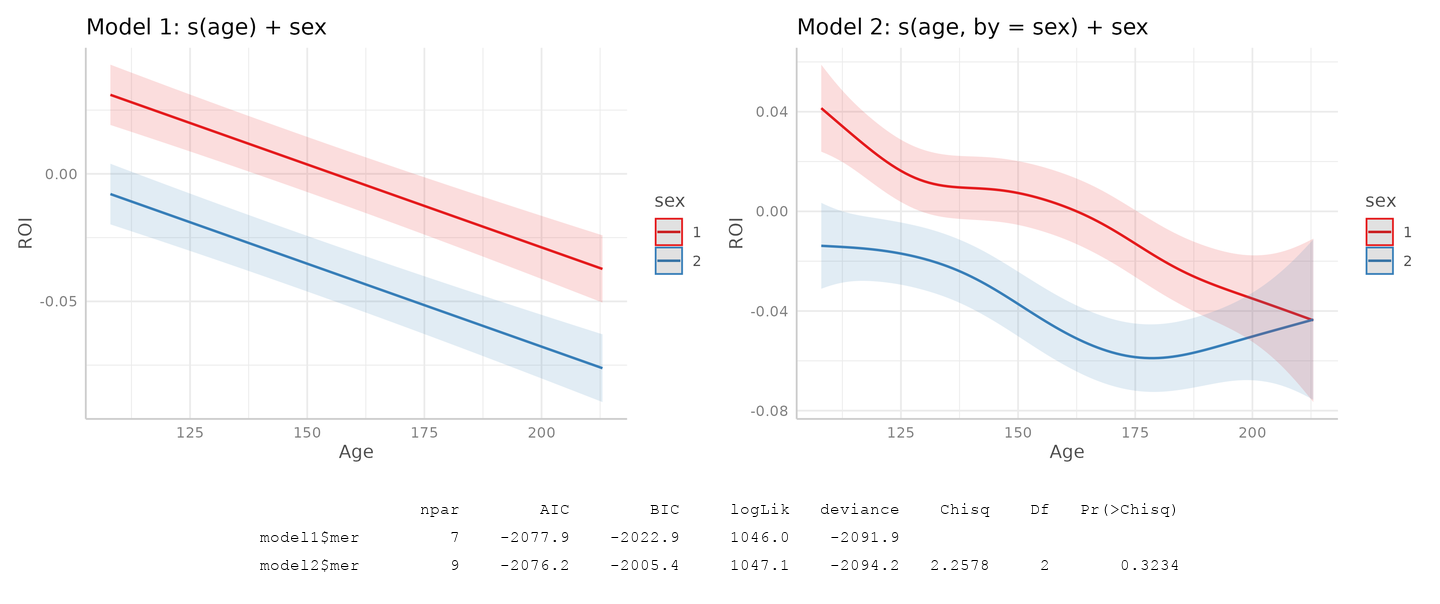 Model 1: s(age) + sex
0.00
-0.05
ROI
125 150 175 200
Age
sex
1
2
Model 2: s(age, by = sex) + sex
0.04
0.00
-0.04
-0.08
ROI
125 150 175 200
Age
sex
1
2
npar AIC BIC logLik deviance Chisq Df Pr(>Chisq)
model1$mer 7 -2077.9 -2022.9 1046.0 -2091.9
model2$mer 9 -2076.2 -2005.4 1047.1 -2094.2 2.2578 2 0.3234